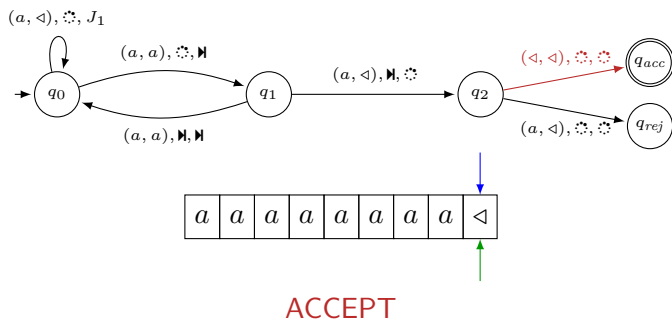 (a, ◃), ◌, J₁
(a, a), ◌, ⏯
(a, ◃), ⏯, ◌
(◃, ◃), ◌, ◌
q_acc
q₀
q₁
q₂
(a, a), ⏯, ⏯
(a, ◃), ◌, ◌
q_rej
a a a a a a a a ◃
ACCEPT